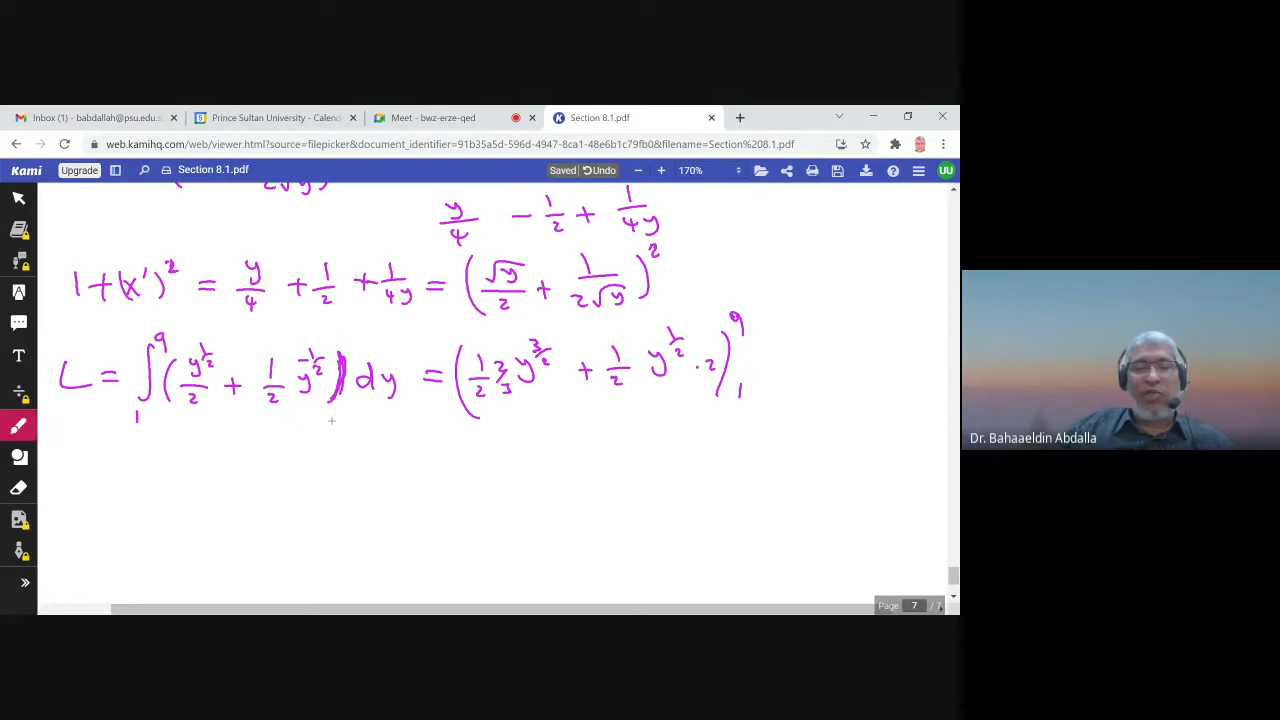 Inbox (1) - babdallah@psu.edu.s
Prince Sultan University - Calend
Meet - bwz-erze-qed
Section 8.1.pdf
web.kamihq.com/web/viewer.html?source=filepicker&document_identifier=91b35a5d-596d-4947-8ca1-48e6b1c79fb0&filename=Section%208.1.pdf
Kami Upgrade Section 8.1.pdf Saved Undo 170% UU
y/4 - 1/2 + 1/4y
1+(x')² = y/4 + 1/2 + 1/4y = (√y/2 + 1/2√y)²
L = ∫₁⁹ (y^½/2 + 1/2 y^-½) dy = (1/2 2/3 y^3/2 + 1/2 y^½ · 2)₁⁹
Dr. Bahaaeldin Abdalla
Page 7 / 7